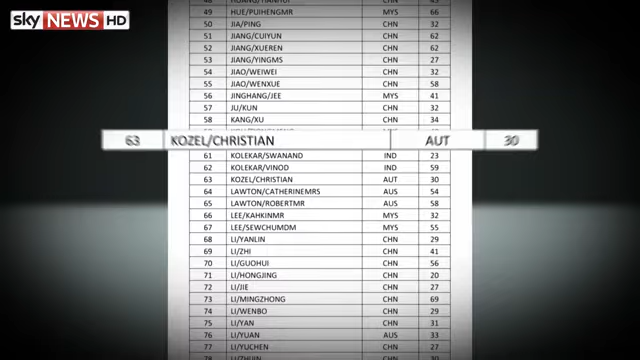 sky NEWS HD
49 HUE/PUIHENGMR MYS 66
50 JIA/PING CHN 32
51 JIANG/CUIYUN CHN 62
52 JIANG/XUEREN CHN 62
53 JIANG/YINGMS CHN 27
54 JIAO/WEIWEI CHN 32
55 JIAO/WENXUE CHN 58
56 JINGHANG/JEE MYS 41
57 JU/KUN CHN 32
58 KANG/XU CHN 34
63 KOZEL/CHRISTIAN AUT 30
61 KOLEKAR/SWANAND IND 23
62 KOLEKAR/VINOD IND 59
63 KOZEL/CHRISTIAN AUT 30
64 LAWTON/CATHERINEMRS AUS 54
65 LAWTON/ROBERTMR AUS 58
66 LEE/KAHKINMR MYS 32
67 LEE/SEWCHUMDM MYS 55
68 LI/YANLIN CHN 29
69 LI/ZHI CHN 41
70 LI/GUOHUI CHN 56
71 LI/HONGJING CHN 20
72 LI/JIE CHN 27
73 LI/MINGZHONG CHN 69
74 LI/WENBO CHN 29
75 LI/YAN CHN 31
76 LI/YUAN AUS 33
77 LI/YUCHEN CHN 27
78 LI/ZHIJIN CHN 30